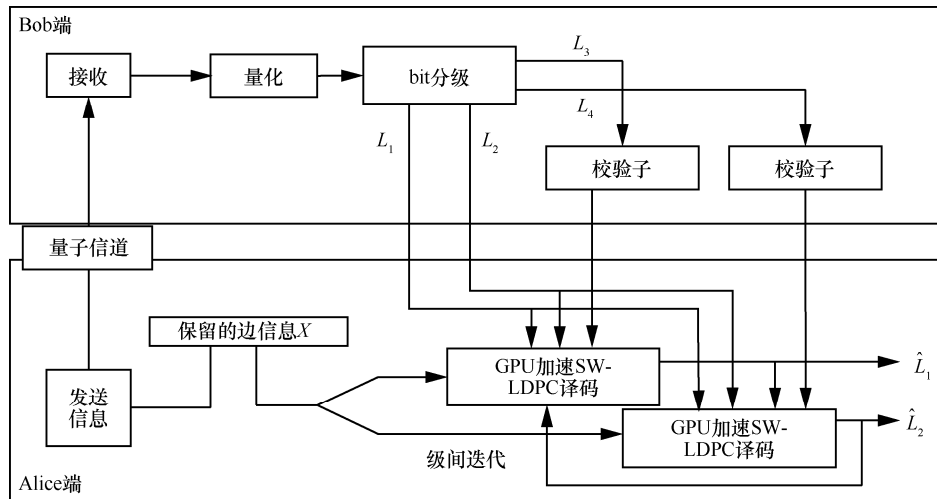 Bob端
接收
量化
bit分级
L₃
L₄
L₁
L₂
校验子
校验子
量子信道
保留的边信息X
发送
信息
GPU加速SW-
LDPC译码
L̂₁
GPU加速SW-
LDPC译码
L̂₂
级间迭代
Alice端